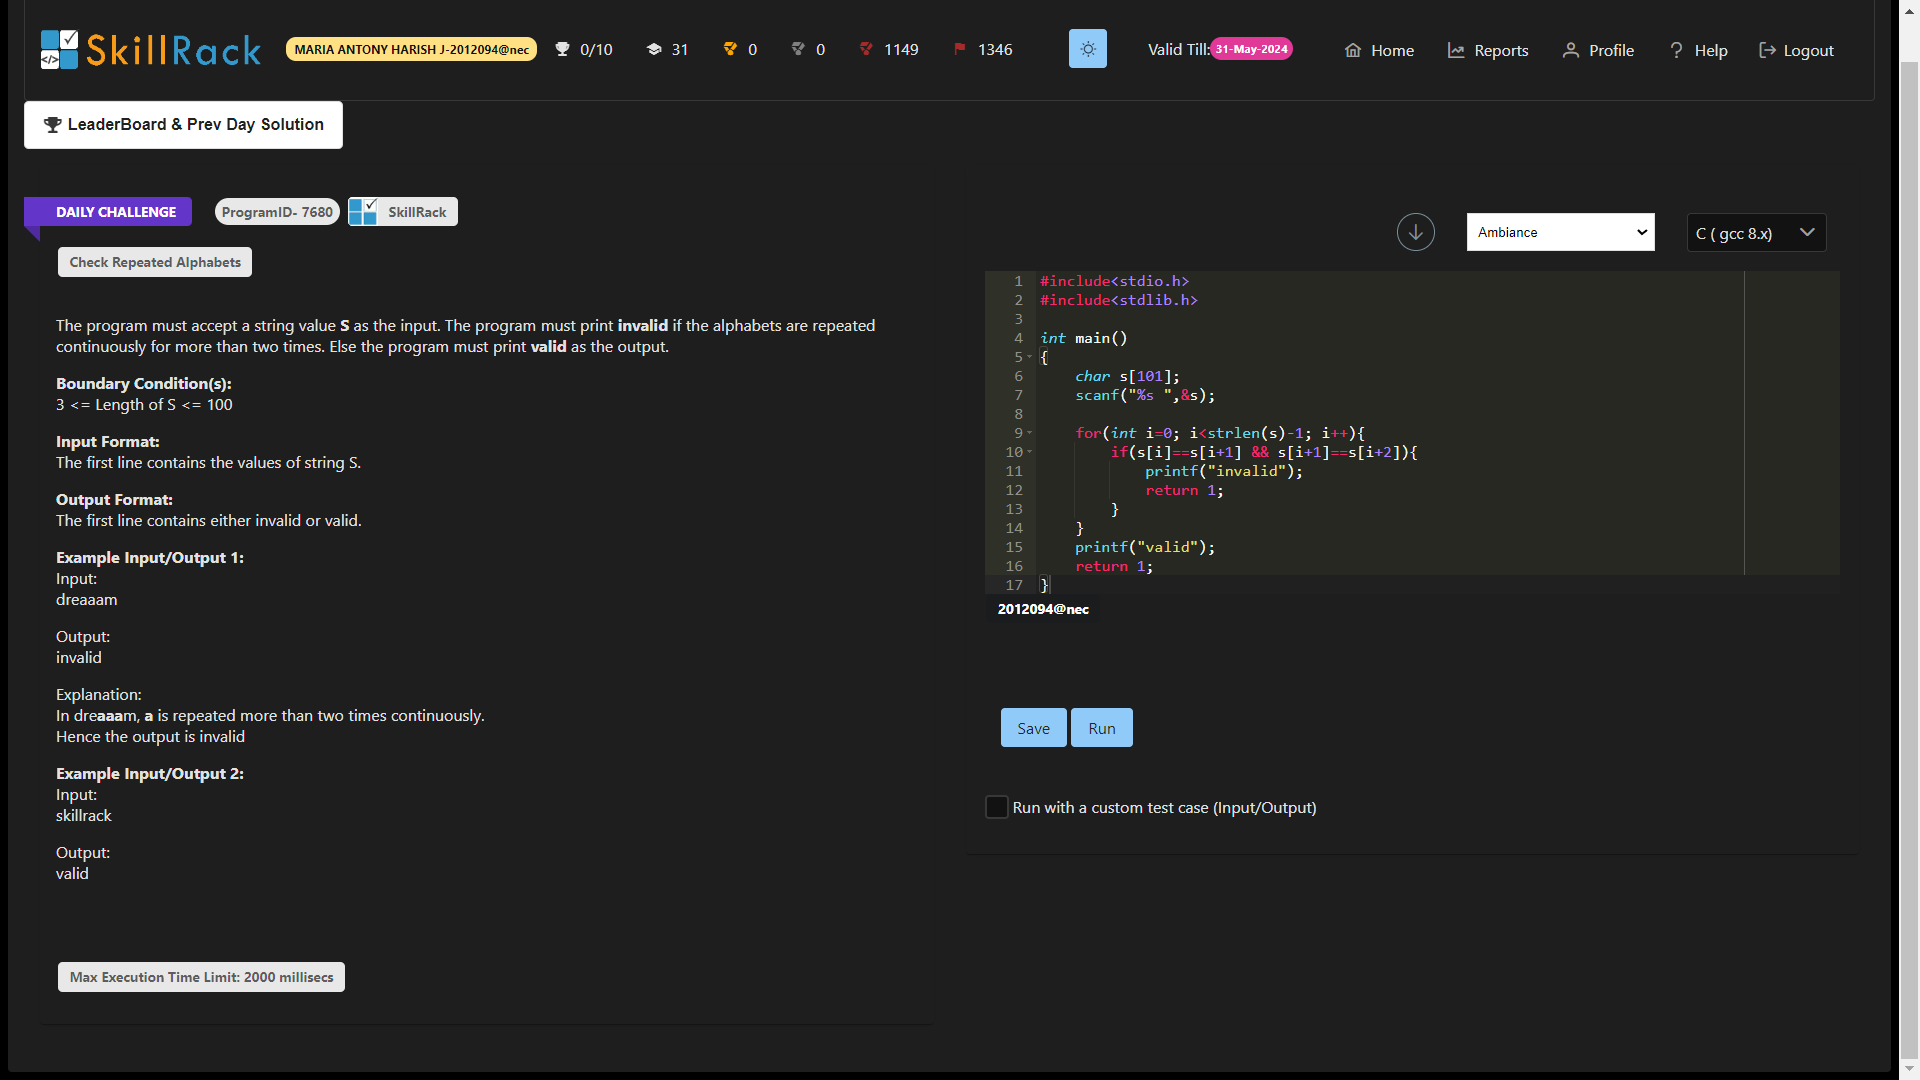 SkillRack MARIA ANTONY HARISH J-2012094@nec 0/10 31 0 0 1149 1346 Valid Till: 31-May-2024 Home Reports Profile Help Logout
LeaderBoard & Prev Day Solution
DAILY CHALLENGE ProgramID- 7680 SkillRack
Ambiance C ( gcc 8.x)
Check Repeated Alphabets
The program must accept a string value S as the input. The program must print invalid if the alphabets are repeated
continuously for more than two times. Else the program must print valid as the output.
Boundary Condition(s):
3 <= Length of S <= 100
Input Format:
The first line contains the values of string S.
Output Format:
The first line contains either invalid or valid.
Example Input/Output 1:
Input:
dreaaam
Output:
invalid
Explanation:
In dreaaam, a is repeated more than two times continuously.
Hence the output is invalid
Example Input/Output 2:
Input:
skillrack
Output:
valid
Max Execution Time Limit: 2000 millisecs
1 #include<stdio.h>
2 #include<stdlib.h>
3
4 int main()
5 {
6     char s[101];
7     scanf("%s ",&s);
8
9     for(int i=0; i<strlen(s)-1; i++){
10         if(s[i]==s[i+1] && s[i+1]==s[i+2]){
11             printf("invalid");
12             return 1;
13         }
14     }
15     printf("valid");
16     return 1;
17 }
2012094@nec
Save Run
Run with a custom test case (Input/Output)